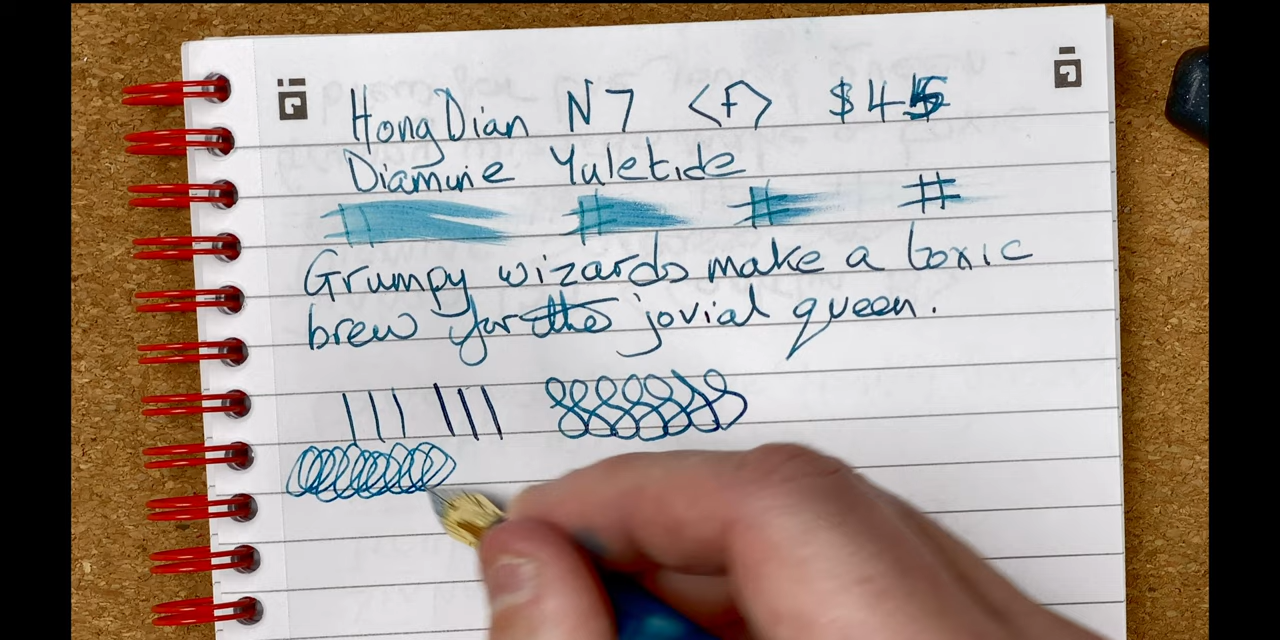 HongDian N7 <F> $45
Diamine Yuletide
# # # #
Grumpy wizards make a toxic
brew for the jovial queen.